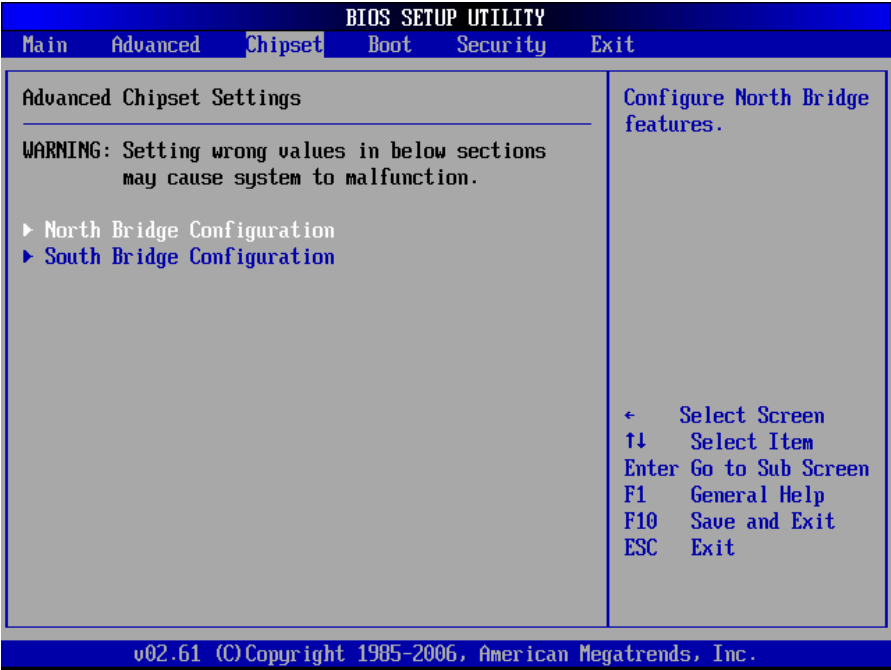 BIOS SETUP UTILITY
Main Advanced Chipset Boot Security Exit
Advanced Chipset Settings
WARNING: Setting wrong values in below sections
may cause system to malfunction.
▶ North Bridge Configuration
▶ South Bridge Configuration
Configure North Bridge
features.
← Select Screen
↑↓ Select Item
Enter Go to Sub Screen
F1 General Help
F10 Save and Exit
ESC Exit
v02.61 (C)Copyright 1985-2006, American Megatrends, Inc.